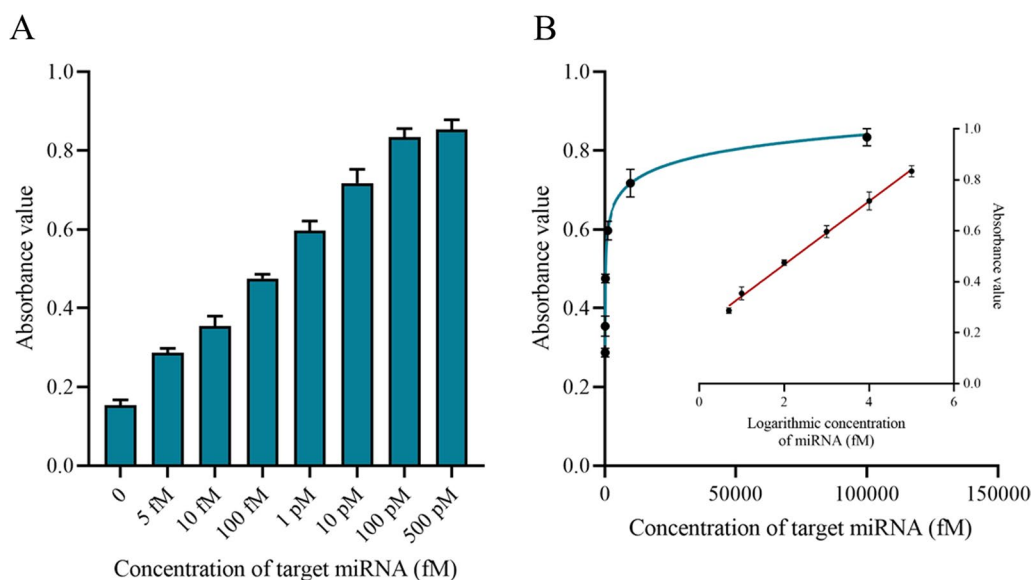 A
1.0
0.8
0.6
0.4
0.2
0.0
Absorbance value
0
5 fM
10 fM
100 fM
1 pM
10 pM
100 pM
500 pM
Concentration of target miRNA (fM)
B
1.0
0.8
0.6
0.4
0.2
0.0
Absorbance value
0
50000
100000
150000
Concentration of target miRNA (fM)
1.0
0.8
0.6
0.4
0.2
0.0
Absorbance value
0
2
4
6
Logarithmic concentration
of miRNA (fM)